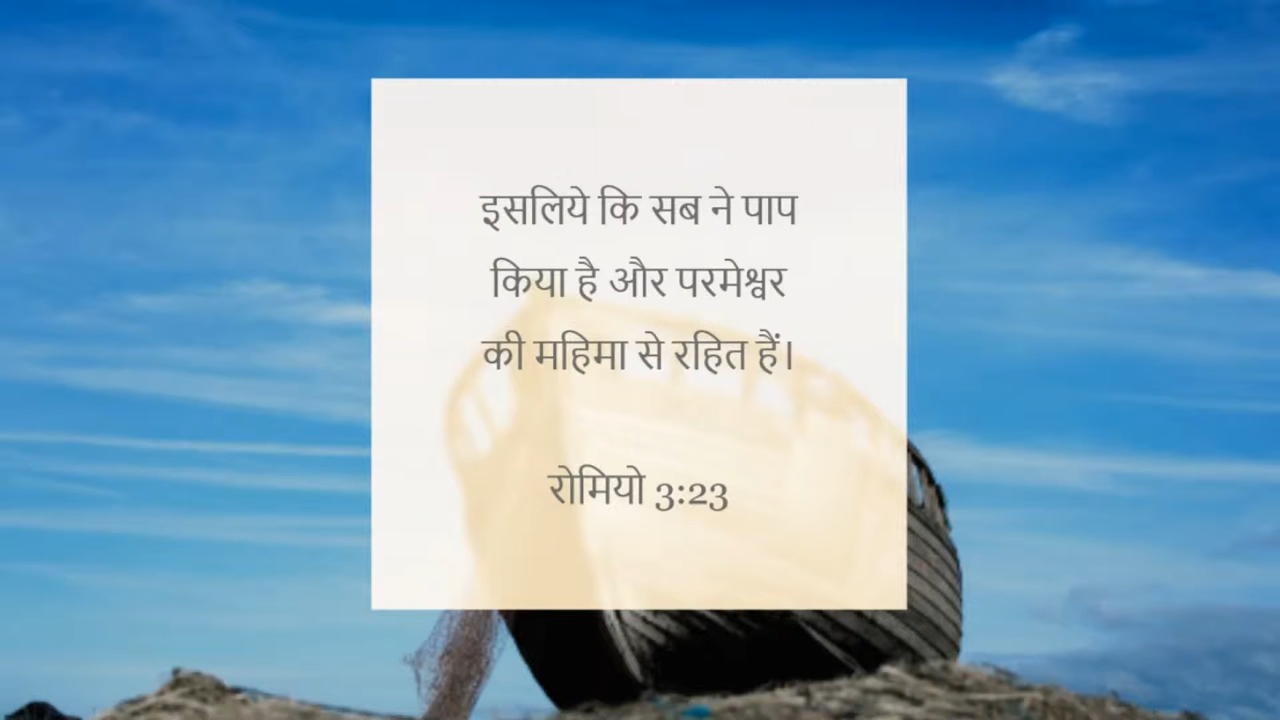 इसलिये कि सब ने पाप
किया है और परमेश्वर
की महिमा से रहित हैं।
रोमियो 3:23